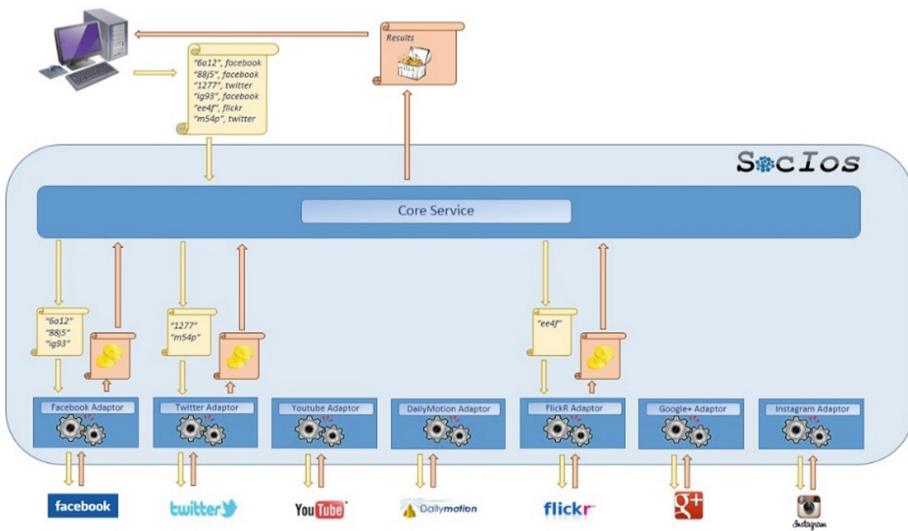 Results
"6a12", facebook
"88j5", facebook
"1277", twitter
"ig93", facebook
"ee4f", flickr
"m54p", twitter
SocIos
Core Service
"6a12"
"88j5"
"ig93"
"1277"
"m54p"
"ee4f"
Facebook Adaptor
Twitter Adaptor
Youtube Adaptor
DailyMotion Adaptor
FlickR Adaptor
Google+ Adaptor
Instagram Adaptor
facebook
twitter
YouTube
Dailymotion
flickr
g+
Instagram